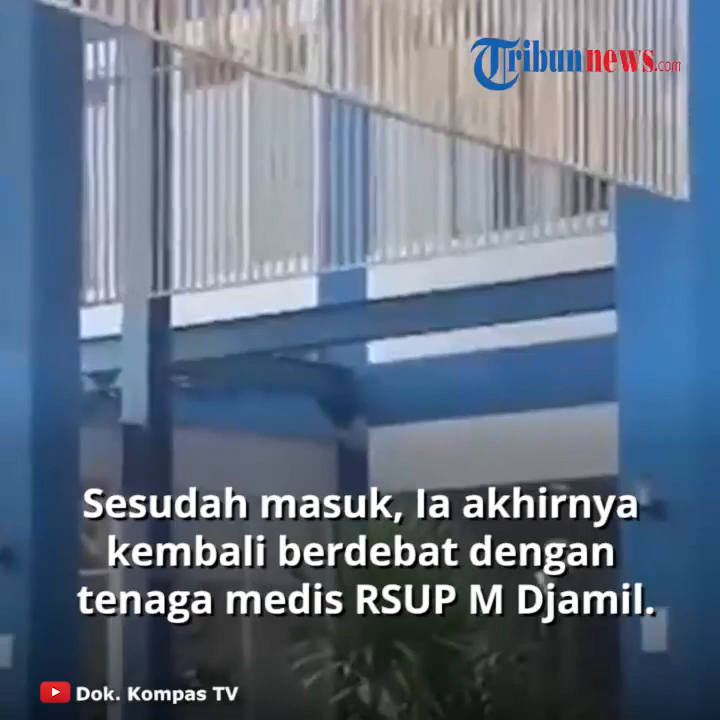 Tribunnews.com
Sesudah masuk, Ia akhirnya
kembali berdebat dengan
tenaga medis RSUP M Djamil.
Dok. Kompas TV